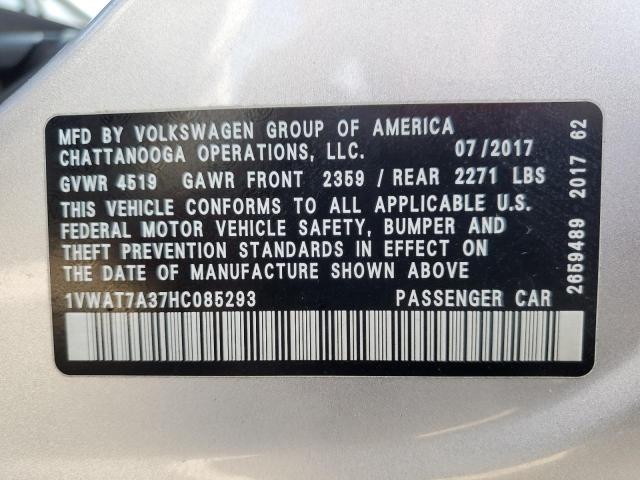 MFD BY VOLKSWAGEN GROUP OF AMERICA
CHATTANOOGA OPERATIONS, LLC. 07/2017
GVWR 4519 GAWR FRONT 2359 / REAR 2271 LBS
THIS VEHICLE CONFORMS TO ALL APPLICABLE U.S.
FEDERAL MOTOR VEHICLE SAFETY, BUMPER AND
THEFT PREVENTION STANDARDS IN EFFECT ON
THE DATE OF MANUFACTURE SHOWN ABOVE.
1VWAT7A37HC085293 PASSENGER CAR
2659489 2017 62